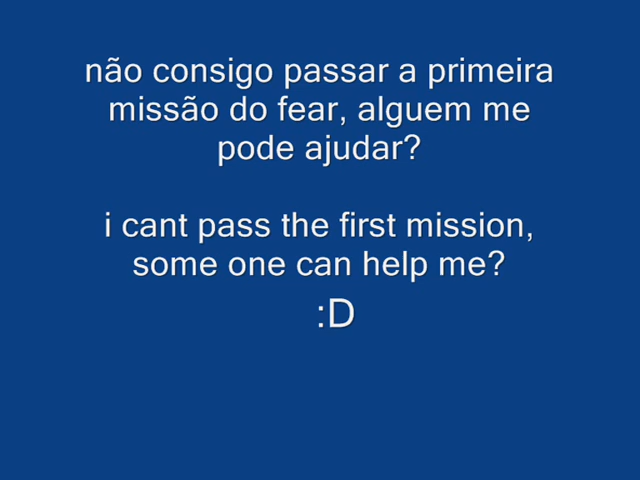 não consigo passar a primeira
missão do fear, alguem me
pode ajudar?
i cant pass the first mission,
some one can help me?
:D